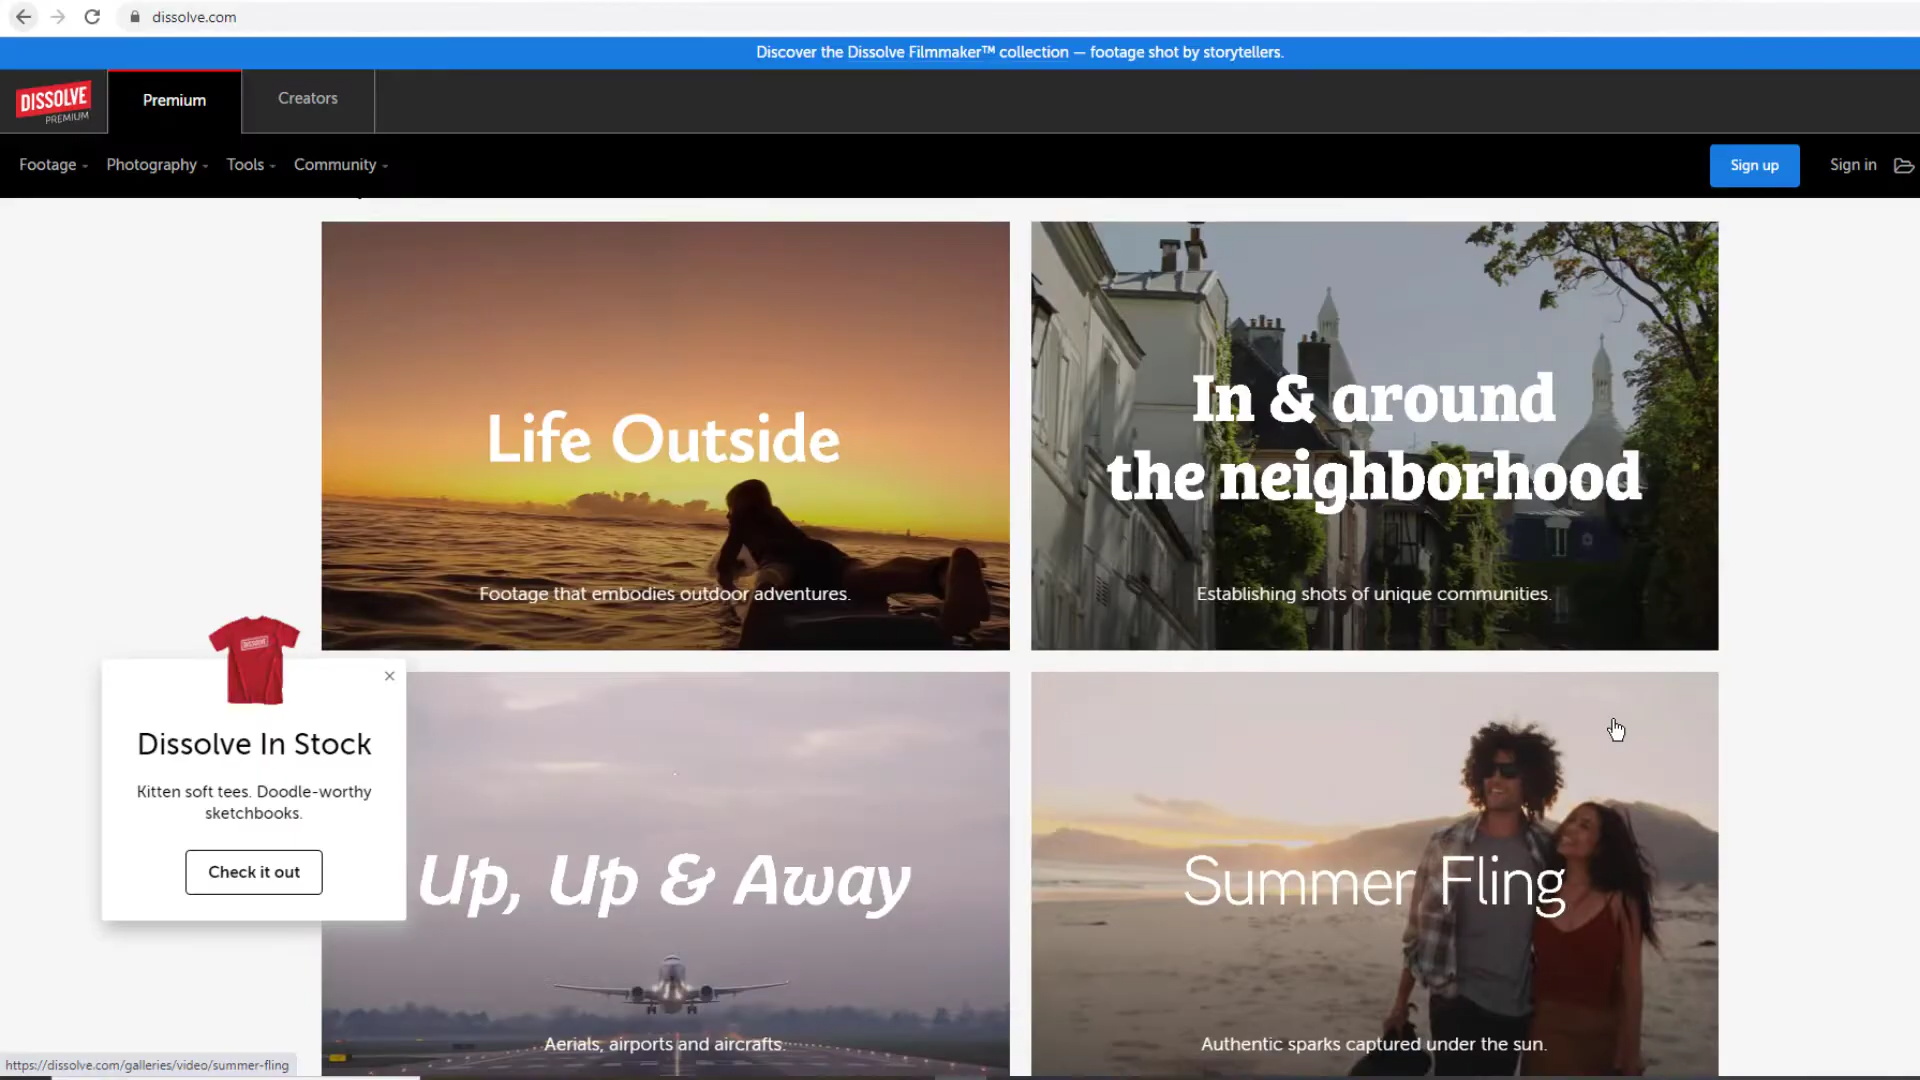 dissolve.com
Discover the Dissolve Filmmaker™ collection — footage shot by storytellers.
DISSOLVE
PREMIUM
Premium
Creators
Footage
Photography
Tools
Community
Sign up
Sign in
Life Outside
Footage that embodies outdoor adventures.
In & around
the neighborhood
Establishing shots of unique communities.
DISSOLVE
Dissolve In Stock
Kitten soft tees. Doodle-worthy
sketchbooks.
Check it out
Up, Up & Away
Aerials, airports and aircrafts.
Summer Fling
Authentic sparks captured under the sun.
https://dissolve.com/galleries/video/summer-fling